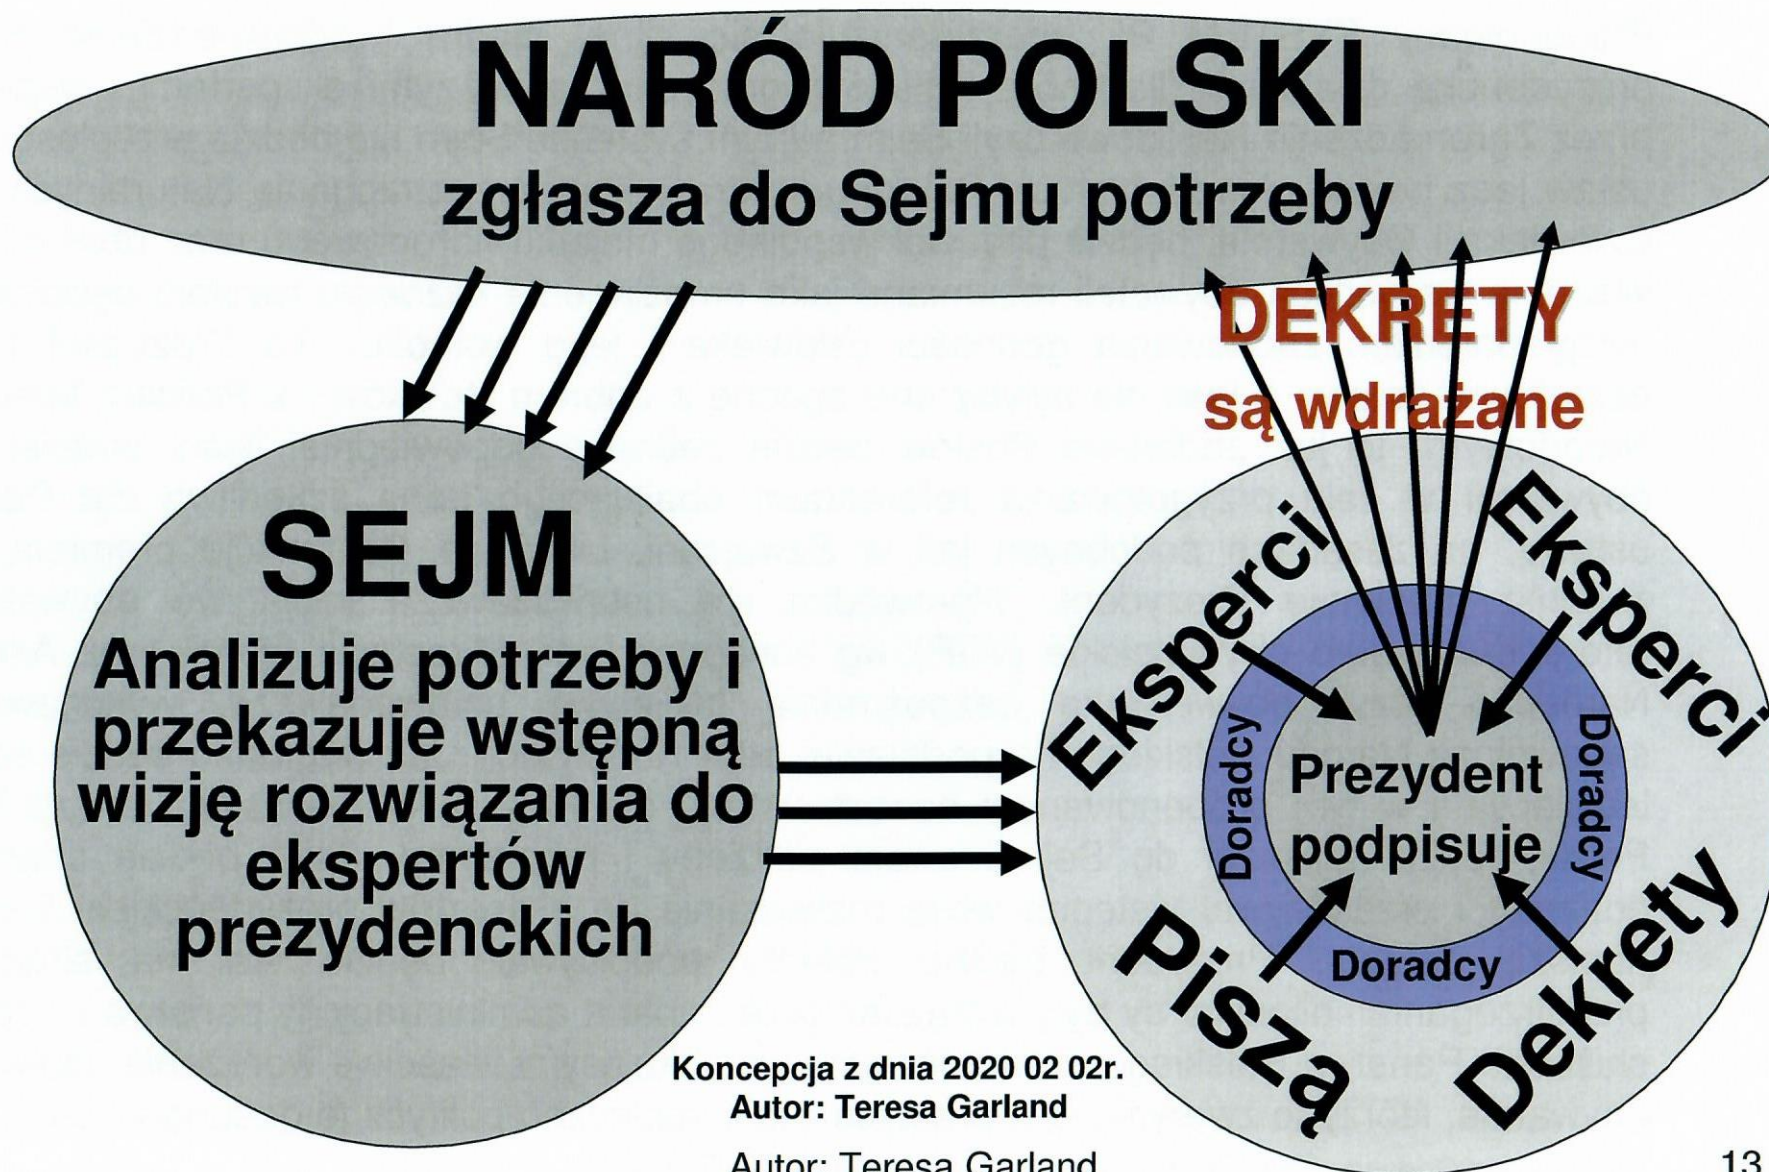 NARÓD POLSKI
zgłasza do Sejmu potrzeby
DEKRETY
są wdrażane
SEJM
Analizuje potrzeby i
przekazuje wstępną
wizję rozwiązania do
ekspertów
prezydenckich
Eksperci
Eksperci
Doradcy
Prezydent
podpisuje
Doradcy
Doradcy
Piszą
Dekrety
Koncepcja z dnia 2020 02 02r.
Autor: Teresa Garland
Autor: Teresa Garland
13